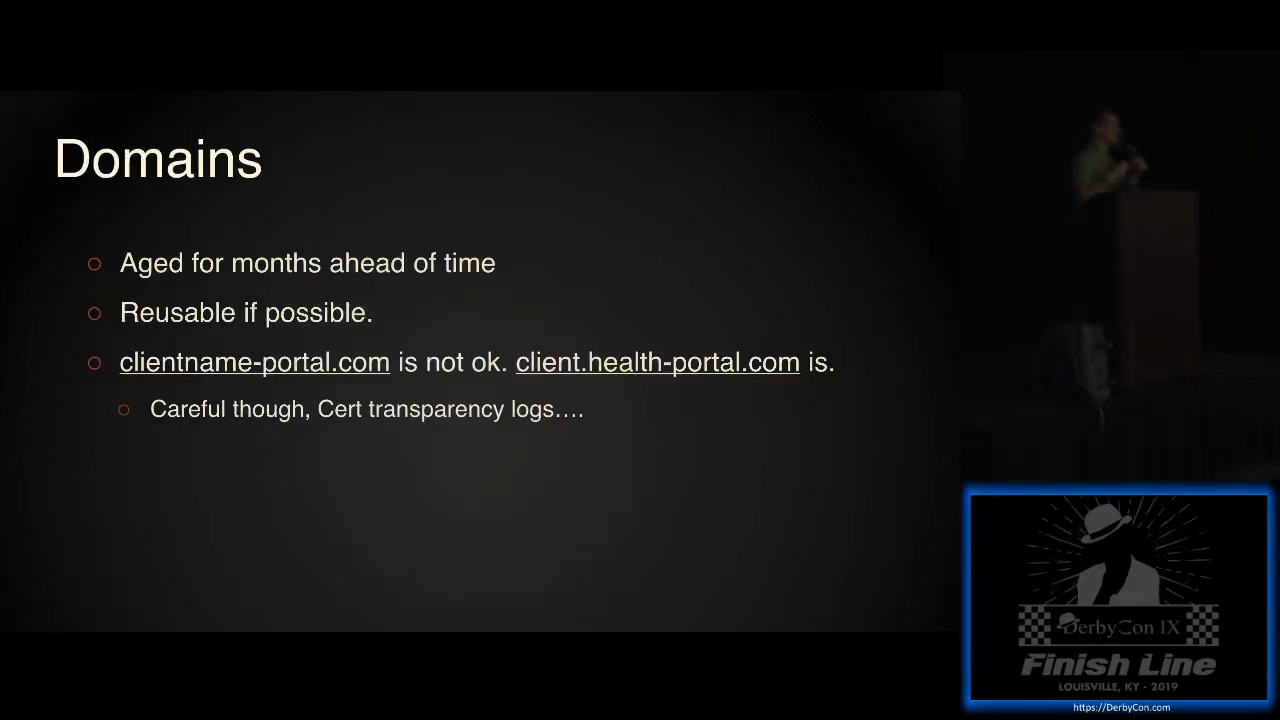 Domains
Aged for months ahead of time
Reusable if possible.
clientname-portal.com is not ok. client.health-portal.com is.
Careful though, Cert transparency logs....
DerbyCon IX
Finish Line
LOUISVILLE, KY - 2019
https://DerbyCon.com